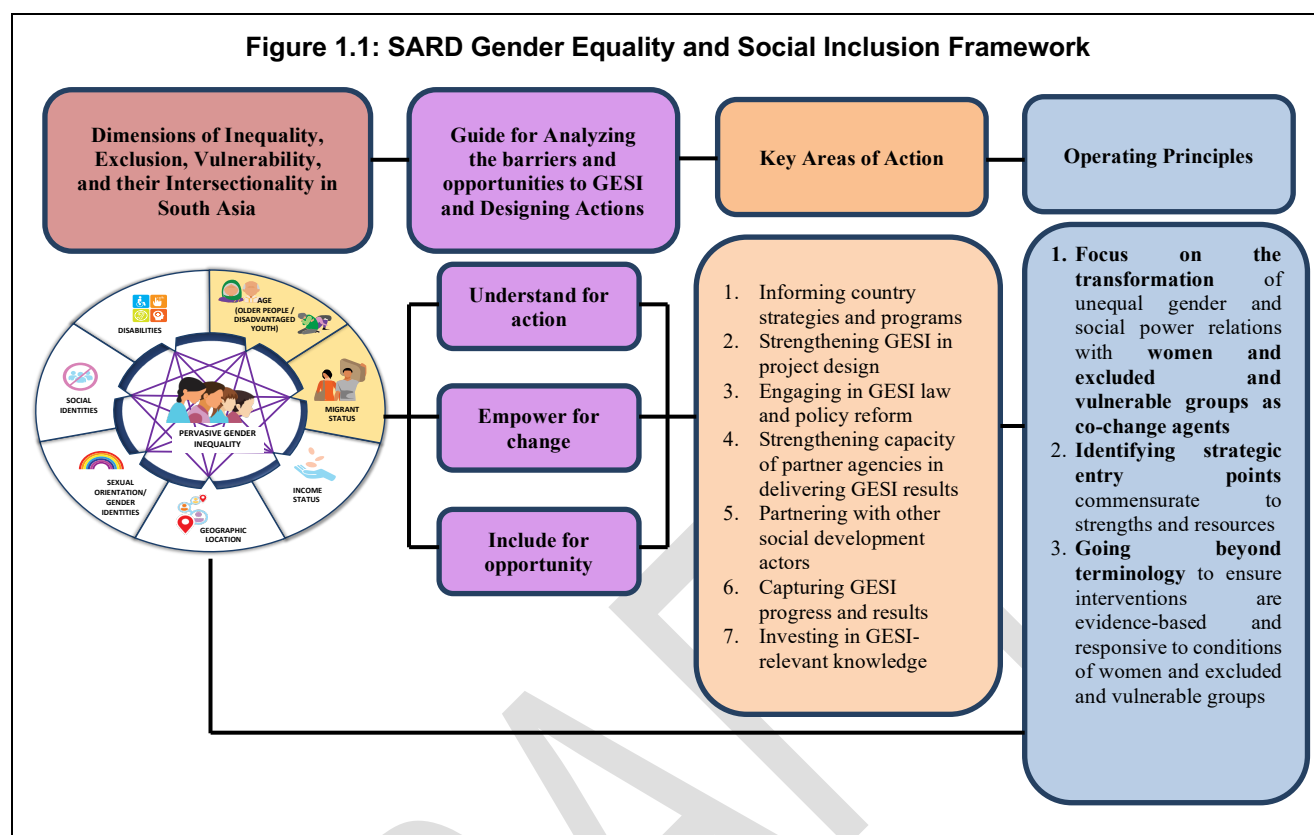 Figure 1.1: SARD Gender Equality and Social Inclusion Framework
Dimensions of Inequality,
Exclusion, Vulnerability,
and their Intersectionality in
South Asia
Guide for Analyzing
the barriers and
opportunities to GESI
and Designing Actions
Key Areas of Action
Operating Principles
DISABILITIES
AGE
(OLDER PEOPLE /
DISADVANTAGED
YOUTH)
SOCIAL
IDENTITIES
MIGRANT
STATUS
PERVASIVE GENDER
INEQUALITY
SEXUAL
ORIENTATION/
GENDER
IDENTITIES
INCOME
STATUS
GEOGRAPHIC
LOCATION
Understand for
action
Empower for
change
Include for
opportunity
1. Informing country
strategies and programs
2. Strengthening GESI in
project design
3. Engaging in GESI law
and policy reform
4. Strengthening capacity
of partner agencies in
delivering GESI results
5. Partnering with other
social development
actors
6. Capturing GESI
progress and results
7. Investing in GESI-
relevant knowledge
1. Focus on the
transformation of
unequal gender and
social power relations
with women and
excluded and
vulnerable groups as
co-change agents
2. Identifying strategic
entry points
commensurate to
strengths and resources
3. Going beyond
terminology to ensure
interventions are
evidence-based and
responsive to conditions
of women and excluded
and vulnerable groups